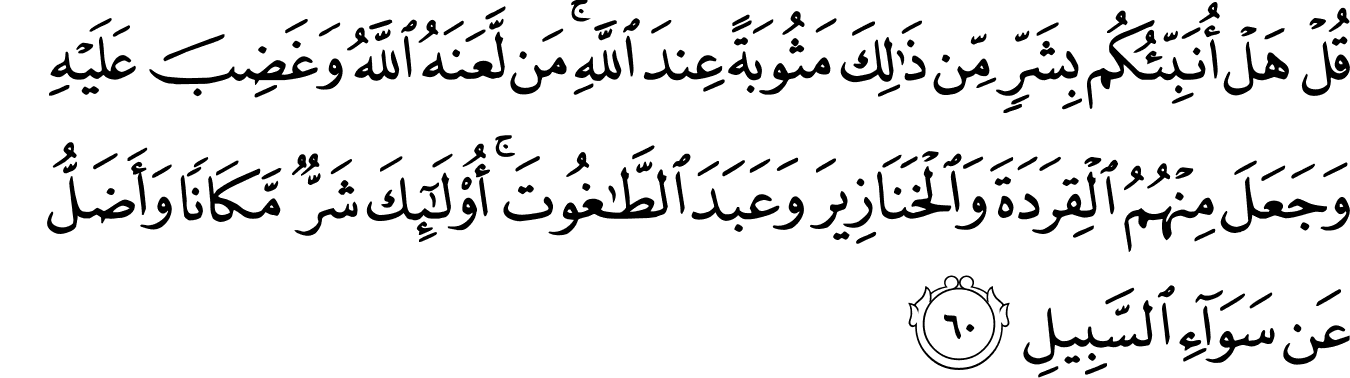 قُلْ هَلْ أُنَبِّئُكُم بِشَرٍّ مِّن ذَٰلِكَ مَثُوبَةً عِندَ ٱللَّهِ ۚ مَن لَّعَنَهُ ٱللَّهُ وَغَضِبَ عَلَيْهِ
وَجَعَلَ مِنْهُمُ ٱلْقِرَدَةَ وَٱلْخَنَازِيرَ وَعَبَدَ ٱلطَّـٰغُوتَ ۚ أُو۟لَـٰٓئِكَ شَرٌّ مَّكَانًا وَأَضَلُّ
عَن سَوَآءِ ٱلسَّبِيلِ ٦٠